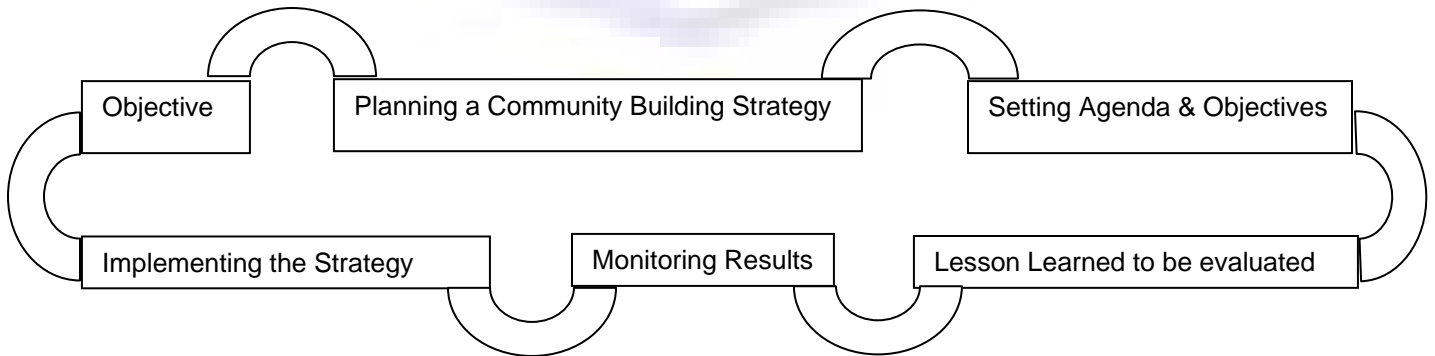 Objective
Planning a Community Building Strategy
Setting Agenda & Objectives
Implementing the Strategy
Monitoring Results
Lesson Learned to be evaluated